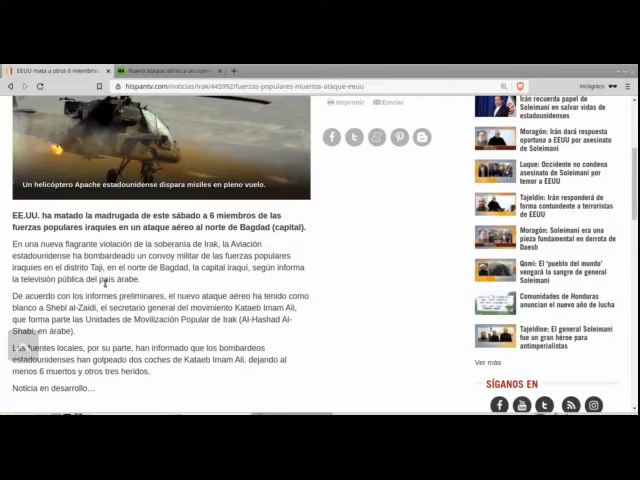 EEUU mata a otros 6 miembros
Nuevo ataque aéreo a un conv
hispantv.com/noticias/irak/445992/fuerzas-populares-muertos-ataque-eeuu
incógnico
Un helicóptero Apache estadounidense dispara misiles en pleno vuelo.
Imprimir
Enviar
EE.UU. ha matado la madrugada de este sábado a 6 miembros de las
fuerzas populares iraquíes en un ataque aéreo al norte de Bagdad (capital).
En una nueva flagrante violación de la soberanía de Irak, la Aviación
estadounidense ha bombardeado un convoy militar de las fuerzas populares
iraquíes en el distrito Taji, en el norte de Bagdad, la capital iraquí, según informa
la televisión pública del país árabe.
De acuerdo con los informes preliminares, el nuevo ataque aéreo ha tenido como
blanco a Shebl al-Zaidi, el secretario general del movimiento Kataeb Imam Ali,
que forma parte las Unidades de Movilización Popular de Irak (Al-Hashad Al-
Shabi, en árabe).
Las fuentes locales, por su parte, han informado que los bombardeos
estadounidenses han golpeado dos coches de Kataeb Imam Ali, dejando al
menos 6 muertos y otros tres heridos.
Noticia en desarrollo…
Irán recuerda papel de
Soleimani en salvar vidas de
estadounidenses
Moragón: Irán dará respuesta
oportuna a EEUU por asesinato
de Soleimani
Luque: Occidente no condena
asesinato de Soleimani por
temor a EEUU
Tajeldín: Irán responderá de
forma contundente a terroristas
de EEUU
Moragón: Soleimani era una
pieza fundamental en derrota de
Daesh
Qomi: El 'pueblo del mundo'
vengará la sangre de general
Soleimani
Comunidades de Honduras
anuncian el nuevo año de lucha
Tajeldine: El general Soleimani
fue un gran héroe para
antimperialistas
Ver más
SÍGANOS EN